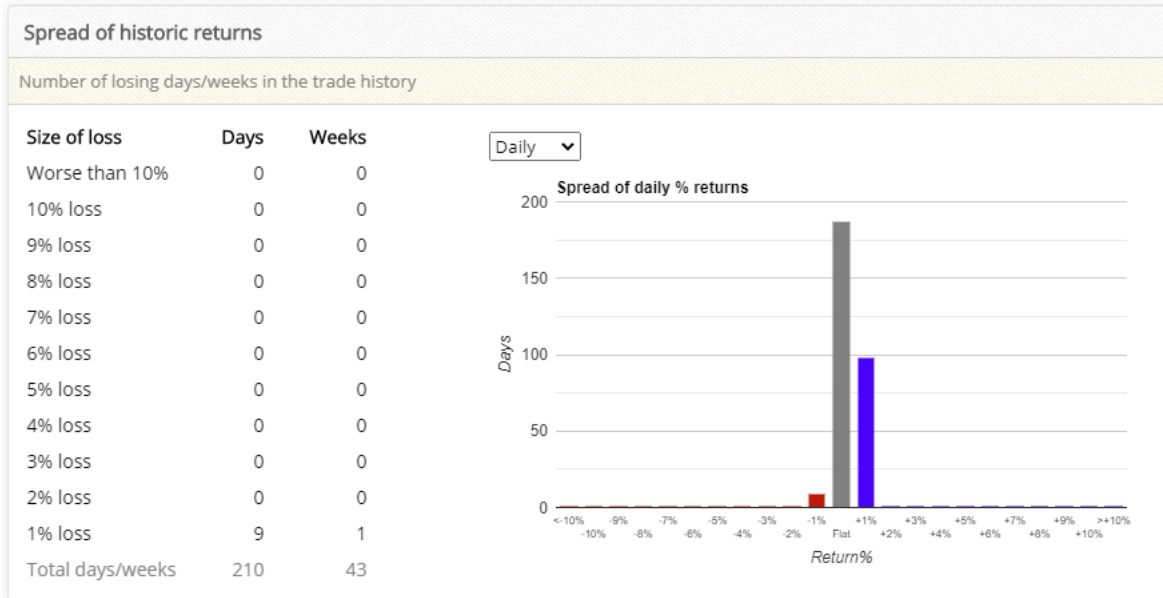 Spread of historic returns
Number of losing days/weeks in the trade history
Size of loss Days Weeks
Worse than 10% 0 0
10% loss 0 0
9% loss 0 0
8% loss 0 0
7% loss 0 0
6% loss 0 0
5% loss 0 0
4% loss 0 0
3% loss 0 0
2% loss 0 0
1% loss 9 1
Total days/weeks 210 43
Daily
Spread of daily % returns
200
150
100
50
0
Days
<-10% -9% -7% -5% -3% -1% +1% +3% +5% +7% +9% >+10%
-10% -8% -6% -4% -2% Flat +2% +4% +6% +8% +10%
Return%